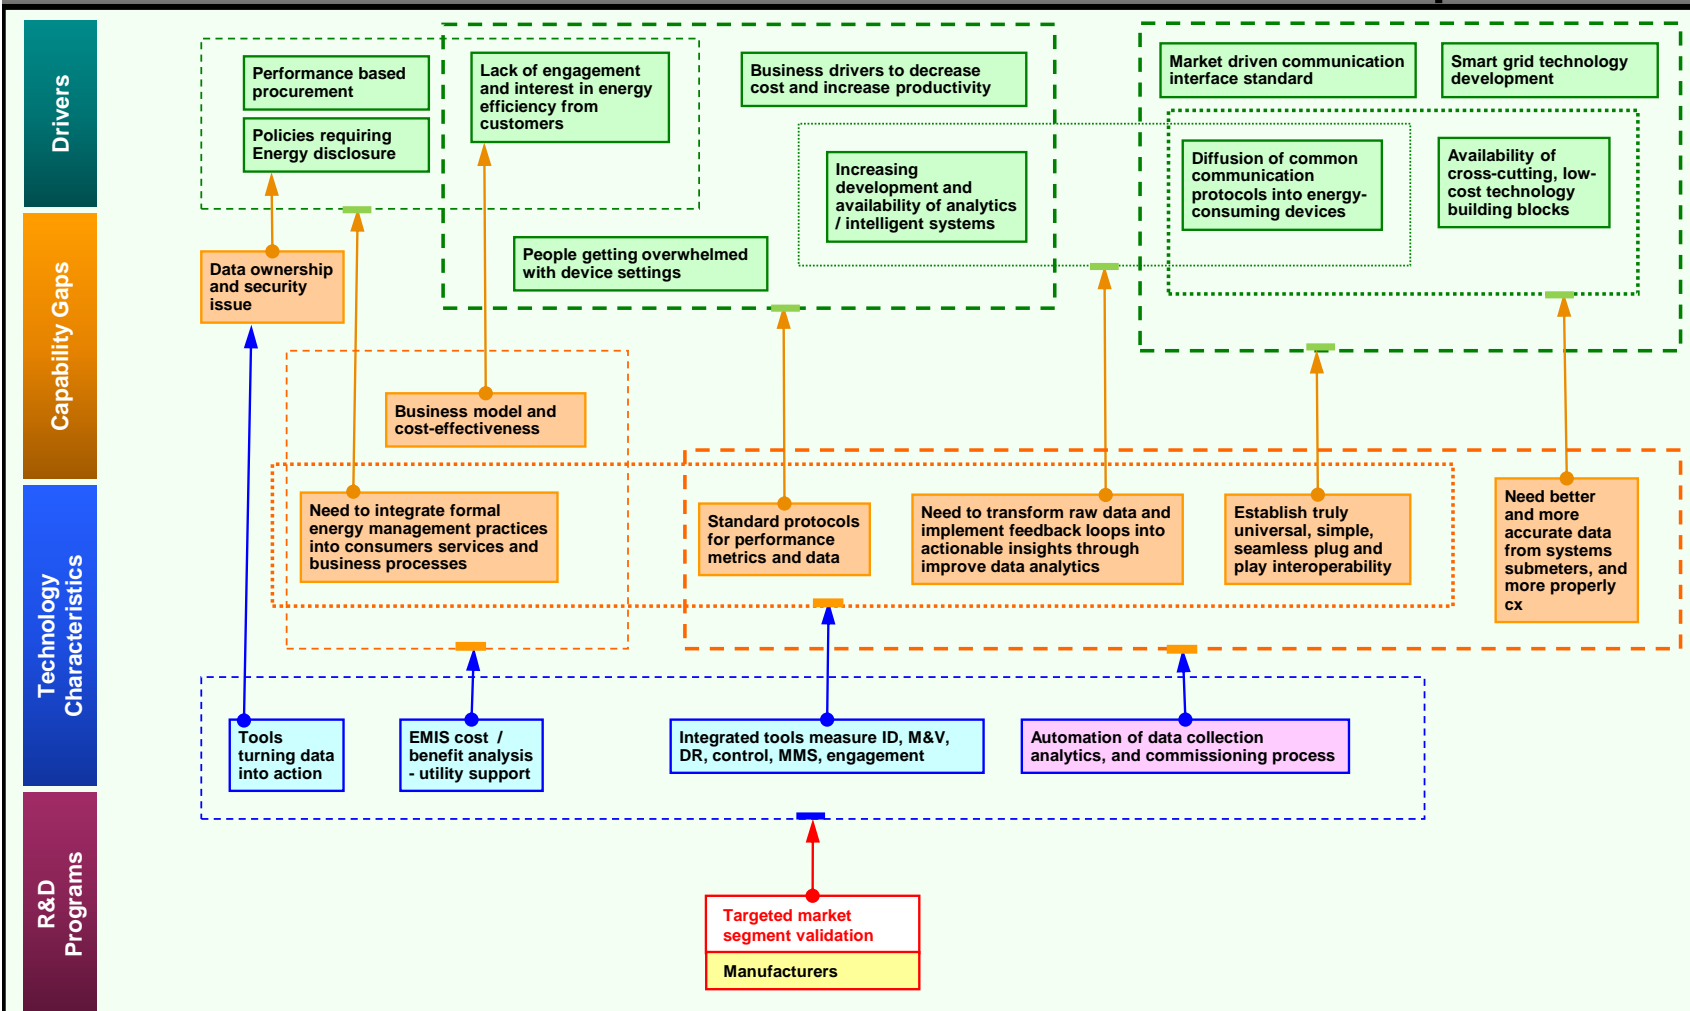 Drivers
Performance based
procurement
Policies requiring
Energy disclosure
Lack of engagement
and interest in energy
efficiency from
customers
Business drivers to decrease
cost and increase productivity
Increasing
development and
availability of analytics
/ intelligent systems
People getting overwhelmed
with device settings
Market driven communication
interface standard
Smart grid technology
development
Diffusion of common
communication
protocols into energy-
consuming devices
Availability of
cross-cutting, low-
cost technology
building blocks
Capability Gaps
Data ownership
and security
issue
Business model and
cost-effectiveness
Need to integrate formal
energy management practices
into consumers services and
business processes
Standard protocols
for performance
metrics and data
Need to transform raw data and
implement feedback loops into
actionable insights through
improve data analytics
Establish truly
universal, simple,
seamless plug and
play interoperability
Need better
and more
accurate data
from systems
submeters, and
more properly
cx
Technology
Characteristics
Tools
turning data
into action
EMIS cost /
benefit analysis
- utility support
Integrated tools measure ID, M&V,
DR, control, MMS, engagement
Automation of data collection
analytics, and commissioning process
R&D
Programs
Targeted market
segment validation
Manufacturers